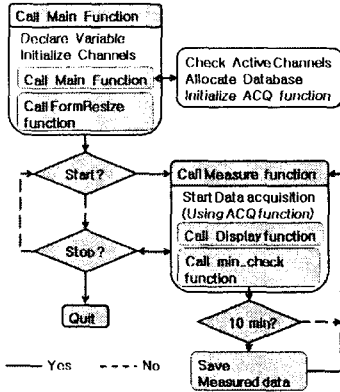 Call Main Function
Declare Variable
Initialize Channels
Call Main Function
Call FormResize
function
Check Active Channels
Allocate Database
Initialize ACQ function
Start?
Call Measure function
Start Data acquisition
(Using ACQ function)
Call Display function
Call min_check
function
Stop?
Quit
10 min?
Yes
No
Save
Measured data